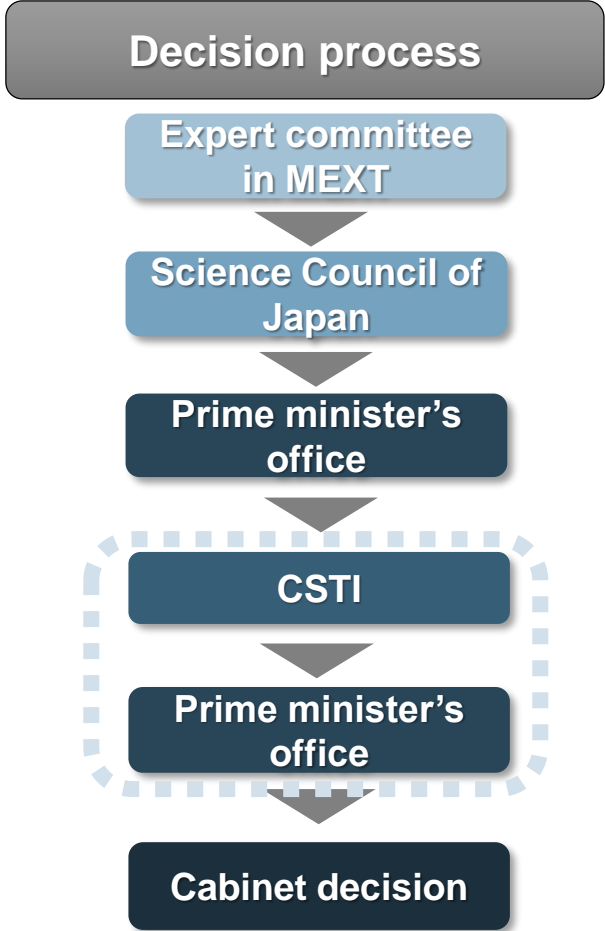 Decision process
Expert committee
in MEXT
Science Council of
Japan
Prime minister’s
office
CSTI
Prime minister’s
office
Cabinet decision